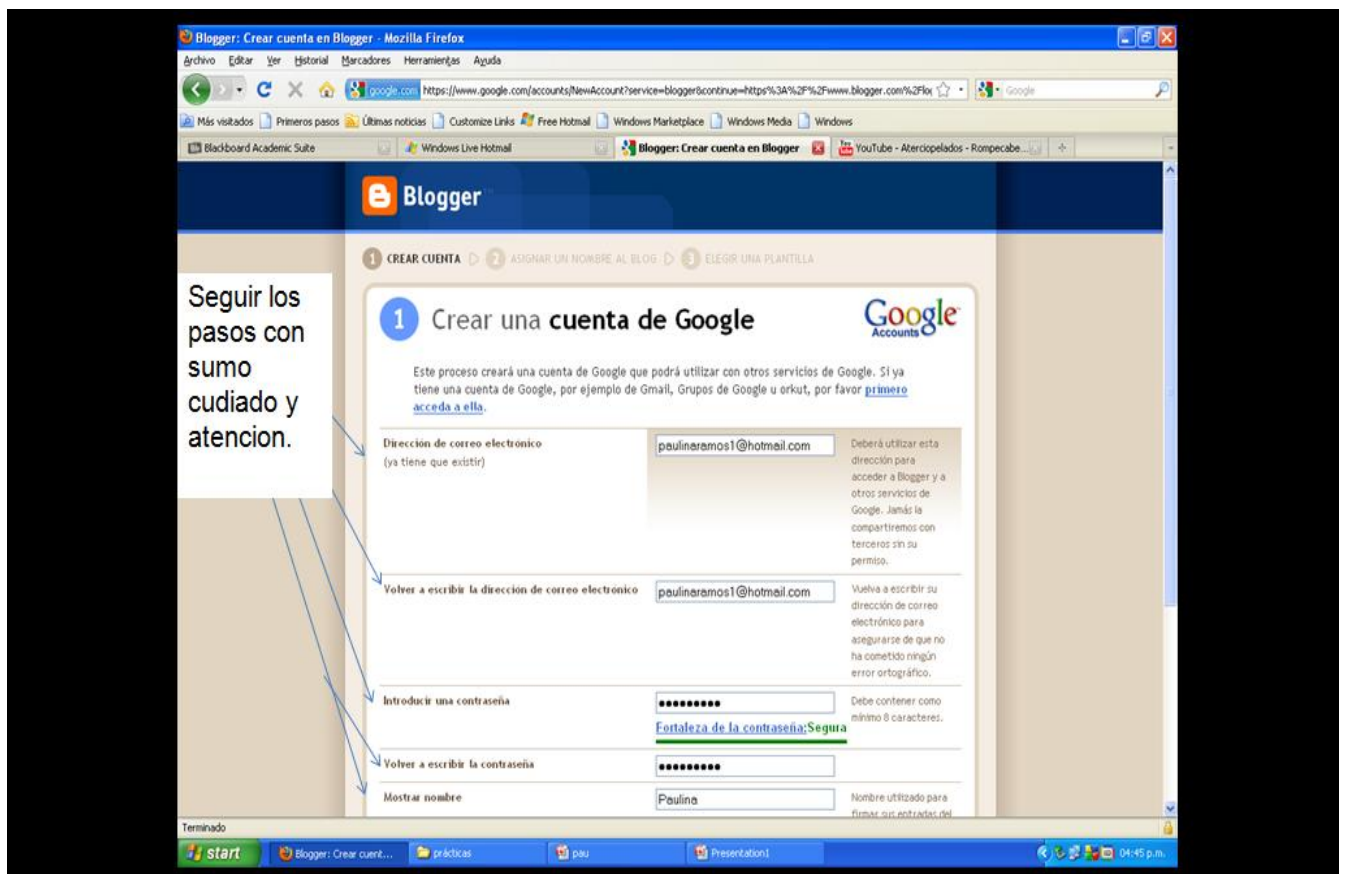 Blogger: Crear cuenta en Blogger - Mozilla Firefox
Archivo Editar Ver Historial Marcadores Herramientas Ayuda
google.com https://www.google.com/accounts/NewAccount?service=blogger&continue=https%3A%2F%2Fwww.blogger.com%2Flo Google
Más visitados Primeros pasos Últimas noticias Customize Links Free Hotmail Windows Marketplace Windows Media Windows
Blackboard Academic Suite Windows Live Hotmail Blogger: Crear cuenta en Blogger YouTube - Aterciopelados - Rompecabe...
Blogger
1 CREAR CUENTA 2 ASIGNAR UN NOMBRE AL BLOG 3 ELEGIR UNA PLANTILLA
Seguir los
pasos con
sumo
cudiado y
atencion.
1 Crear una cuenta de Google
Google
Accounts
Este proceso creará una cuenta de Google que podrá utilizar con otros servicios de Google. Si ya
tiene una cuenta de Google, por ejemplo de Gmail, Grupos de Google u orkut, por favor primero
acceda a ella.
Dirección de correo electrónico
(ya tiene que existir)
paulinaramos1@hotmail.com
Deberá utilizar esta
dirección para
acceder a Blogger y a
otros servicios de
Google. Jamás la
compartiremos con
terceros sin su
permiso.
Volver a escribir la dirección de correo electrónico
paulinaramos1@hotmail.com
Vuelva a escribir su
dirección de correo
electrónico para
asegurarse de que no
ha cometido ningún
error ortográfico.
Introducir una contraseña
•••••••••
Fortaleza de la contraseña:Segura
Debe contener como
mínimo 8 caracteres.
Volver a escribir la contraseña
•••••••••
Mostrar nombre
Paulina
Nombre utilizado para
firmar sus entradas del
Terminado
start Blogger: Crear cuent... prácticas pau Presentation1 04:45 p.m.